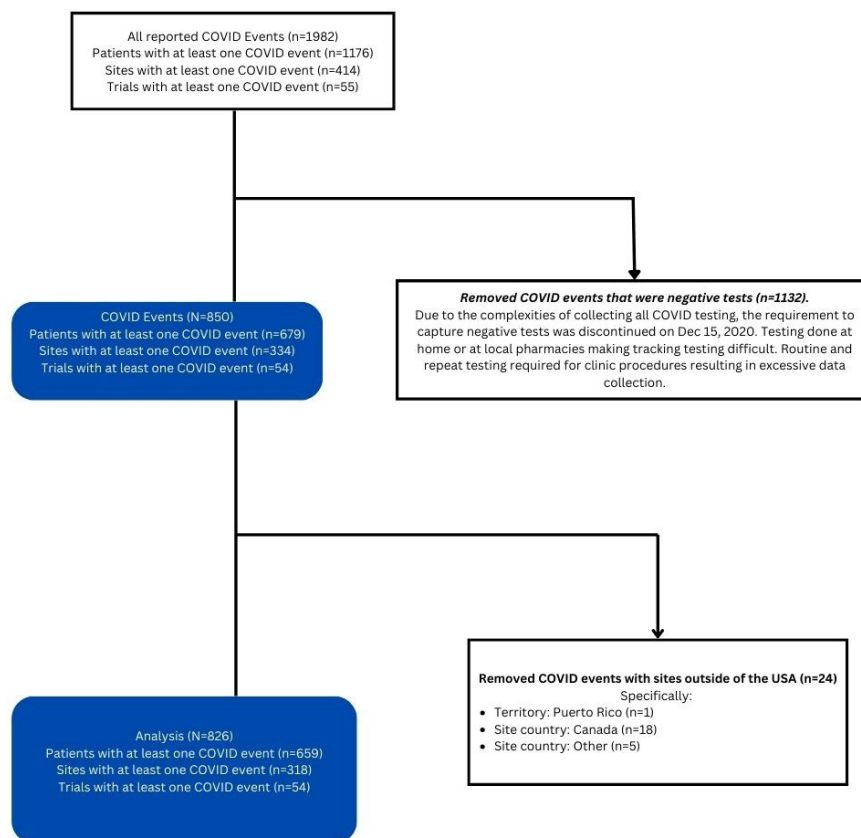 All reported COVID Events (n=1982)
Patients with at least one COVID event (n=1176)
Sites with at least one COVID event (n=414)
Trials with at least one COVID event (n=55)
Removed COVID events that were negative tests (n=1132).
Due to the complexities of collecting all COVID testing, the requirement to
capture negative tests was discontinued on Dec 15, 2020. Testing done at
home or at local pharmacies making tracking testing difficult. Routine and
repeat testing required for clinic procedures resulting in excessive data
collection.
COVID Events (N=850)
Patients with at least one COVID event (n=679)
Sites with at least one COVID event (n=334)
Trials with at least one COVID event (n=54)
Removed COVID events with sites outside of the USA (n=24)
Specifically:
• Territory: Puerto Rico (n=1)
• Site country: Canada (n=18)
• Site country: Other (n=5)
Analysis (N=826)
Patients with at least one COVID event (n=659)
Sites with at least one COVID event (n=318)
Trials with at least one COVID event (n=54)